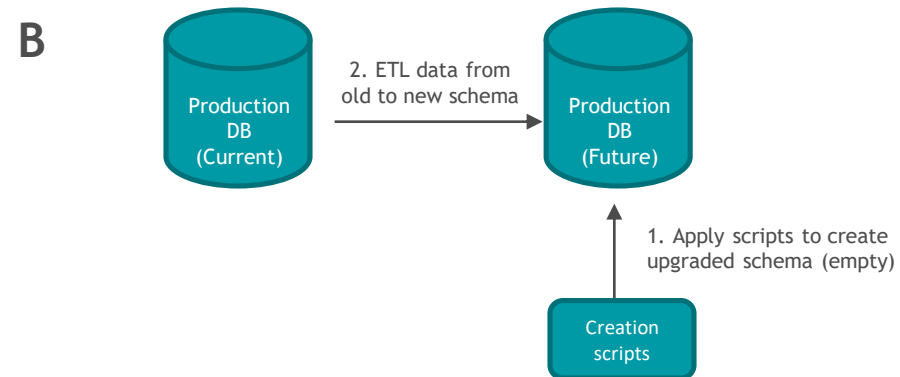 B
2. ETL data from
old to new schema
Production
DB
(Current)
Production
DB
(Future)
1. Apply scripts to create
upgraded schema (empty)
Creation
scripts